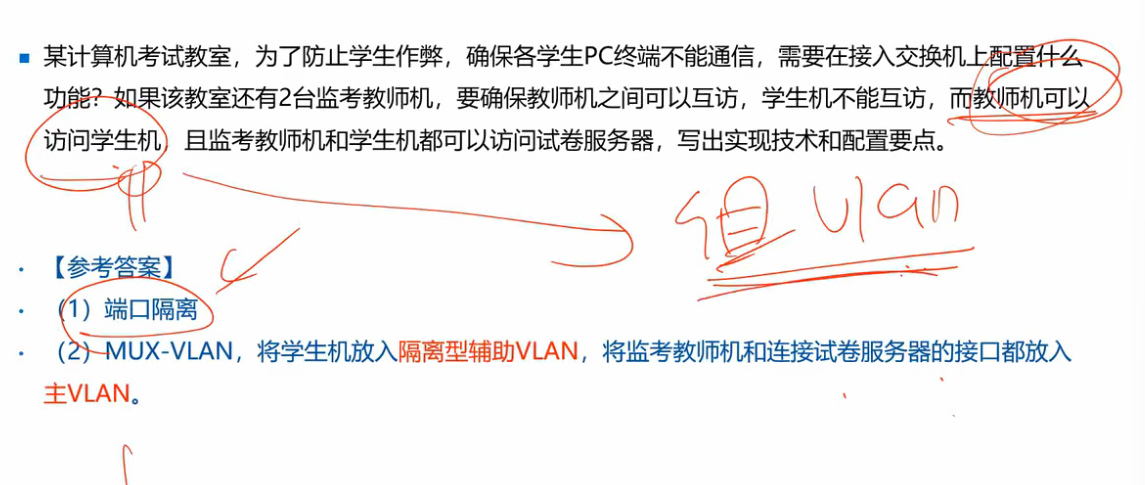 某计算机考试教室，为了防止学生作弊，确保各学生PC终端不能通信，需要在接入交换机上配置什么
功能？如果该教室还有2台监考教师机，要确保教师机之间可以互访，学生机不能互访，而教师机可以
访问学生机，且监考教师机和学生机都可以访问试卷服务器，写出实现技术和配置要点。
值 vlan
【参考答案】
（1）端口隔离
（2）MUX-VLAN，将学生机放入隔离型辅助VLAN，将监考教师机和连接试卷服务器的接口都放入
主VLAN。